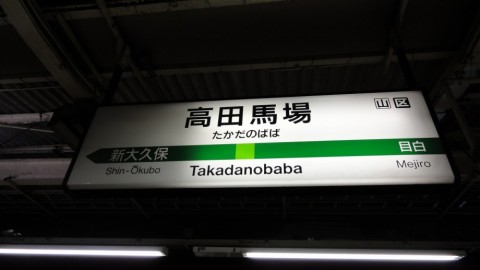 高田馬場
山区
たかだのばば
新大久保
目白
Shin-Ōkubo
Takadanobaba
Mejiro